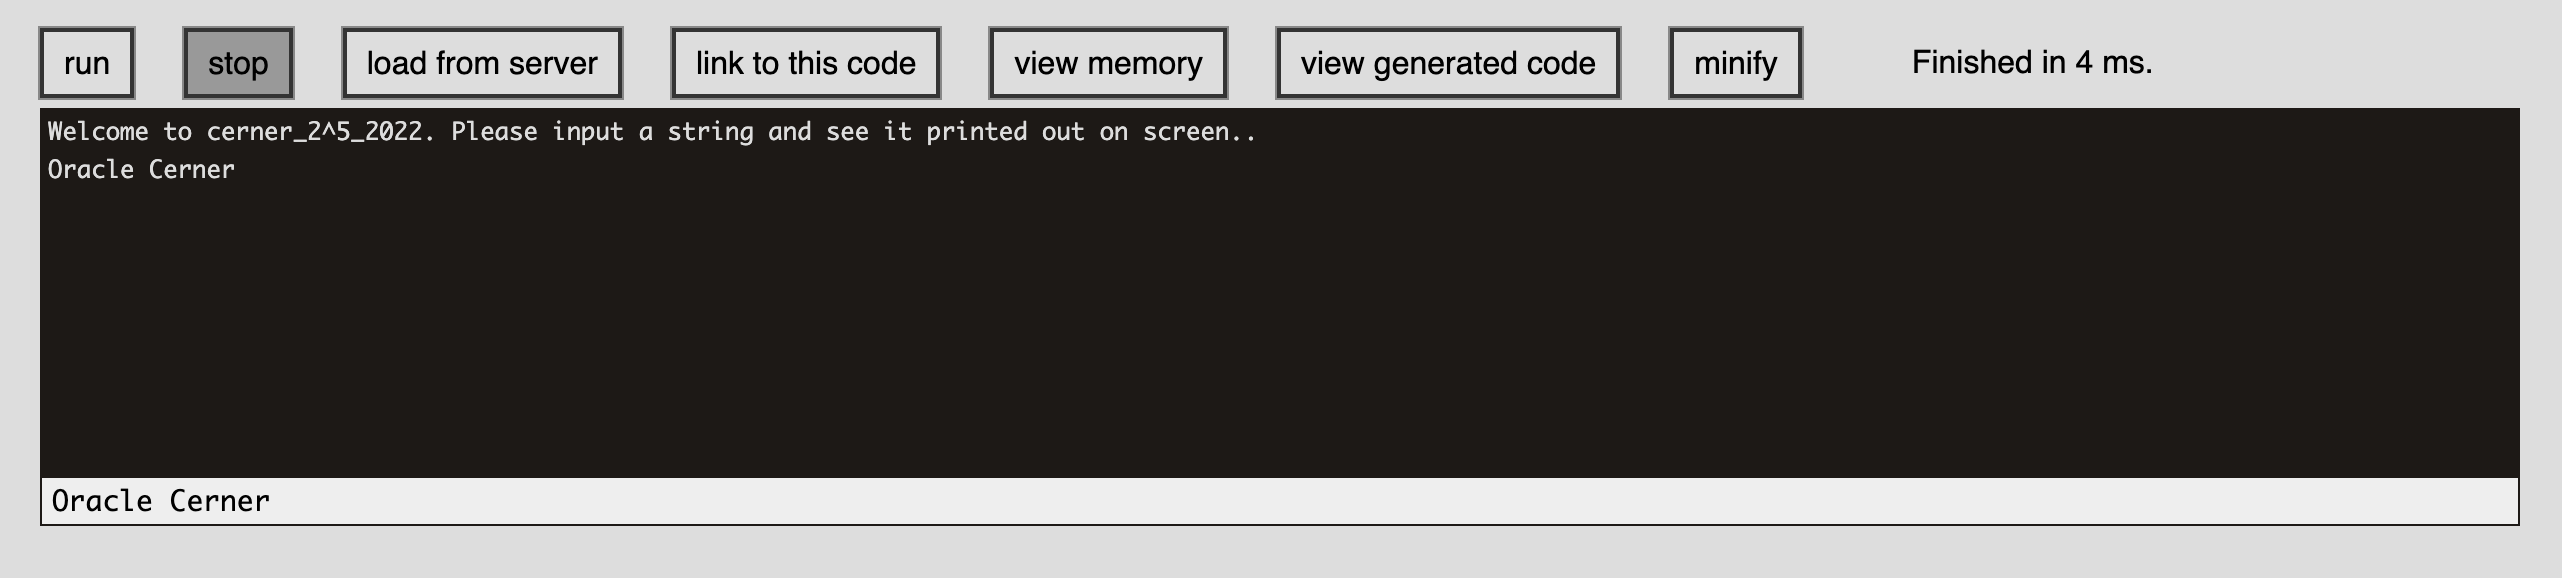 run stop load from server link to this code view memory view generated code minify Finished in 4 ms.
Welcome to cerner_2^5_2022. Please input a string and see it printed out on screen..
Oracle Cerner
Oracle Cerner